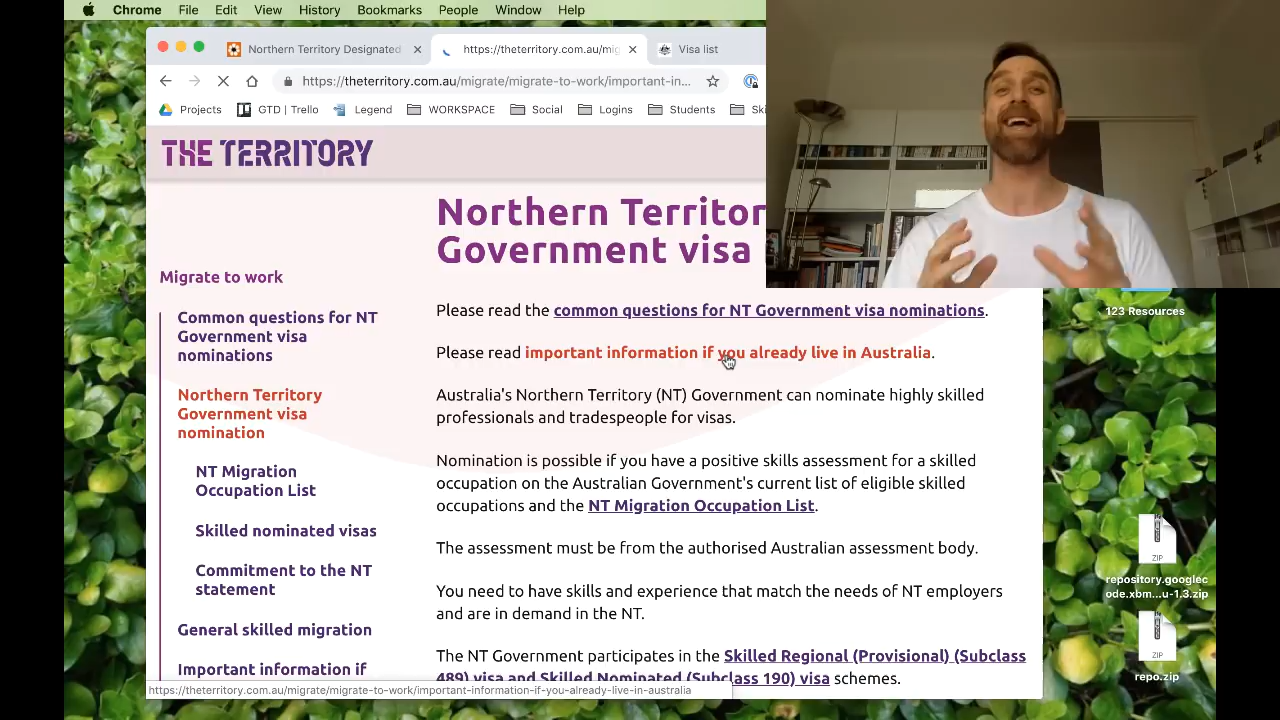 Chrome File Edit View History Bookmarks People Window Help
Northern Territory Designated
https://theterritory.com.au/mig
Visa list
https://theterritory.com.au/migrate/migrate-to-work/important-in...
Projects GTD | Trello Legend WORKSPACE Social Logins Students
THE TERRITORY
Northern
Government visa
Migrate to work
Common questions for NT
Government visa
nominations
Northern Territory
Government visa
nomination
NT Migration
Occupation List
Skilled nominated visas
Commitment to the NT
statement
General skilled migration
Important information if
Please read the common questions for NT Government visa nominations.
Please read important information if you already live in Australia.
Australia's Northern Territory (NT) Government can nominate highly skilled
professionals and tradespeople for visas.
Nomination is possible if you have a positive skills assessment for a skilled
occupation on the Australian Government's current list of eligible skilled
occupations and the NT Migration Occupation List.
The assessment must be from the authorised Australian assessment body.
You need to have skills and experience that match the needs of NT employers
and are in demand in the NT.
The NT Government participates in the Skilled Regional (Provisional) (Subclass
489) visa and Skilled Nominated (Subclass 190) visa schemes.
https://theterritory.com.au/migrate/migrate-to-work/important-information-if-you-already-live-in-australia
123 Resources
ZIP
repository.googlec
ode.xbm...u-1.3.zip
ZIP
repo.zip